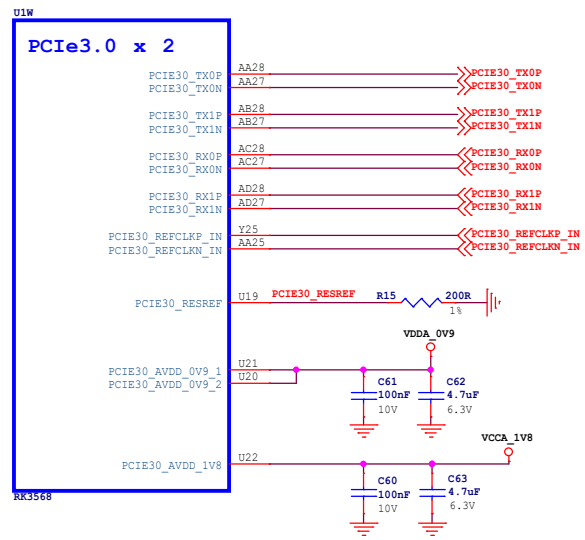 U1W
PCIe3.0 x 2
PCIE30_TX0P AA28 PCIE30_TX0P
PCIE30_TX0N AA27 PCIE30_TX0N
PCIE30_TX1P AB28 PCIE30_TX1P
PCIE30_TX1N AB27 PCIE30_TX1N
PCIE30_RX0P AC28 PCIE30_RX0P
PCIE30_RX0N AC27 PCIE30_RX0N
PCIE30_RX1P AD28 PCIE30_RX1P
PCIE30_RX1N AD27 PCIE30_RX1N
PCIE30_REFCLKP_IN Y25 PCIE30_REFCLKP_IN
PCIE30_REFCLKN_IN AA25 PCIE30_REFCLKN_IN
PCIE30_RESREF U19 PCIE30_RESREF R15 200R
1%
VDDA_0V9
PCIE30_AVDD_0V9_1 U21
PCIE30_AVDD_0V9_2 U20
C61 C62
100nF 4.7uF
10V 6.3V
VCCA_1V8
PCIE30_AVDD_1V8 U22
C60 C63
100nF 4.7uF
10V 6.3V
RK3568